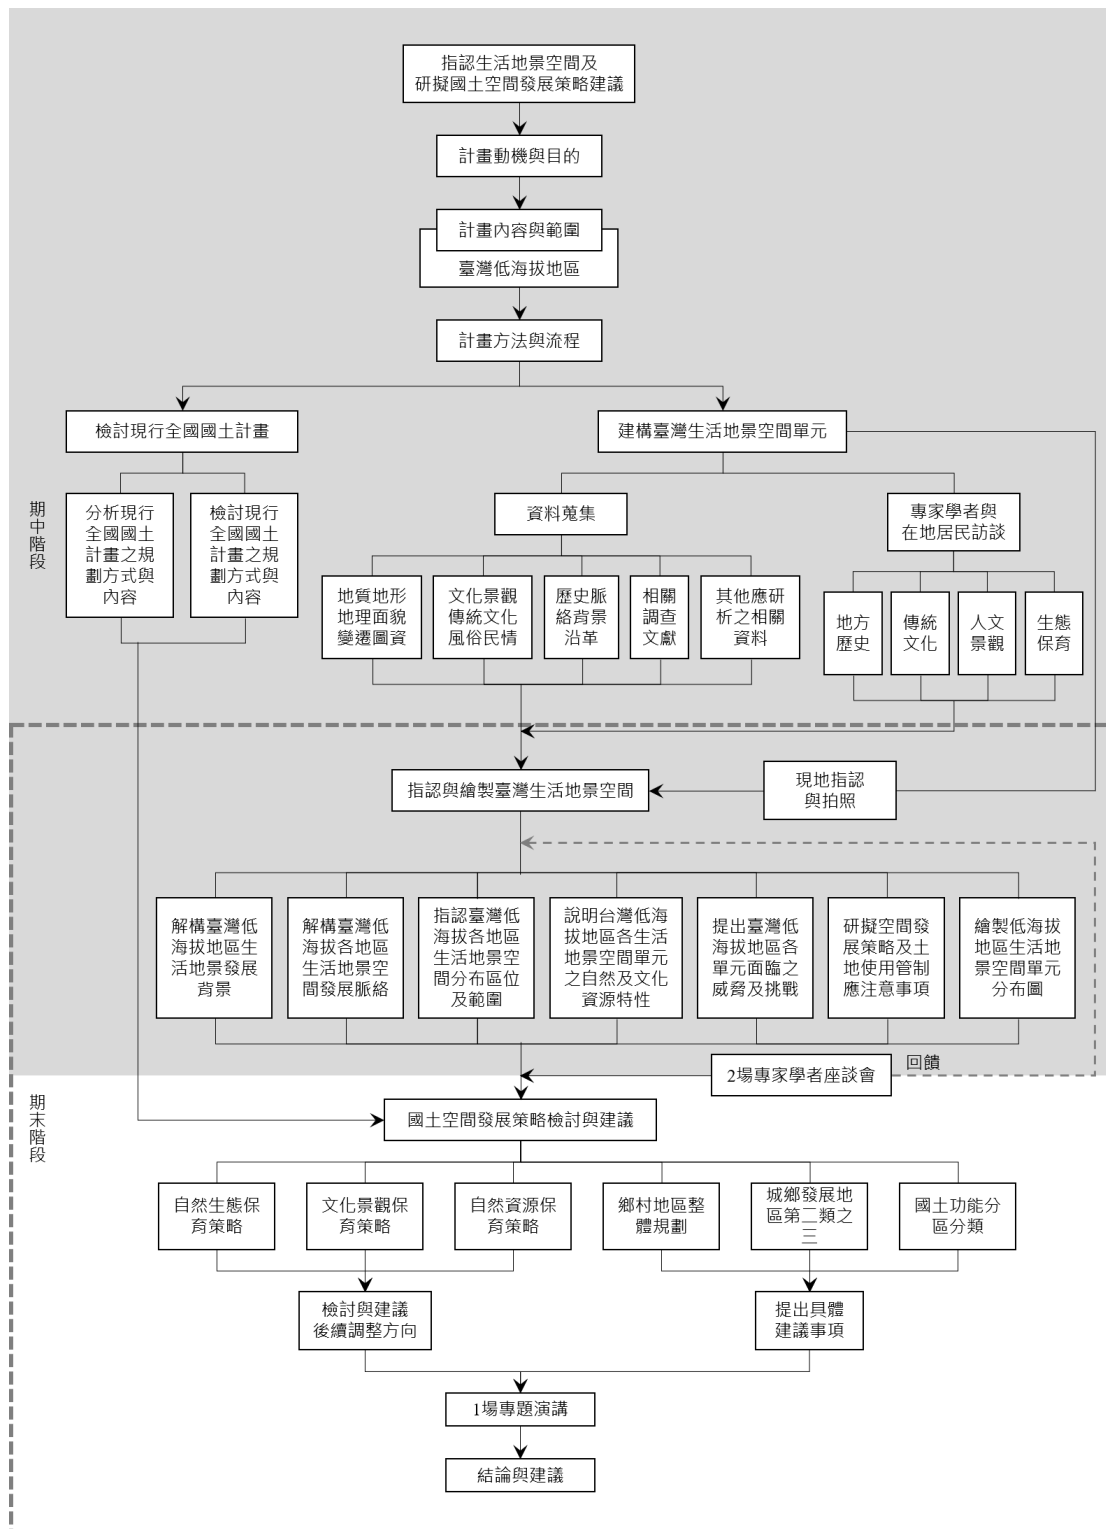 指認生活地景空間及
研擬國土空間發展策略建議
計畫動機與目的
計畫內容與範圍
臺灣低海拔地區
計畫方法與流程
檢討現行全國國土計畫
建構臺灣生活地景空間單元
期中階段
分析現行
全國國土
計畫之規
劃方式與
內容
檢討現行
全國國土
計畫之規
劃方式與
內容
資料蒐集
專家學者與
在地居民訪談
地質地形
地理面貌
變遷圖資
文化景觀
傳統文化
風俗民情
歷史脈
絡背景
沿革
相關
調查
文獻
其他應研
析之相關
資料
地方
歷史
傳統
文化
人文
景觀
生態
保育
指認與繪製臺灣生活地景空間
現地指認
與拍照
解構臺灣低
海拔地區生
活地景發展
背景
解構臺灣低
海拔各地區
生活地景空
間發展脈絡
指認臺灣低
海拔各地區
生活地景空
間分布區位
及範圍
說明台灣低海
拔地區各生活
地景空間單元
之自然及文化
資源特性
提出臺灣低
海拔地區各
單元面臨之
威脅及挑戰
研擬空間發
展策略及土
地使用管制
應注意事項
繪製低海拔
地區生活地
景空間單元
分布圖
2場專家學者座談會
回饋
期末階段
國土空間發展策略檢討與建議
自然生態保
育策略
文化景觀保
育策略
自然資源保
育策略
鄉村地區整
體規劃
城鄉發展地
區第二類之
三
國土功能分
區分類
檢討與建議
後續調整方向
提出具體
建議事項
1場專題演講
結論與建議